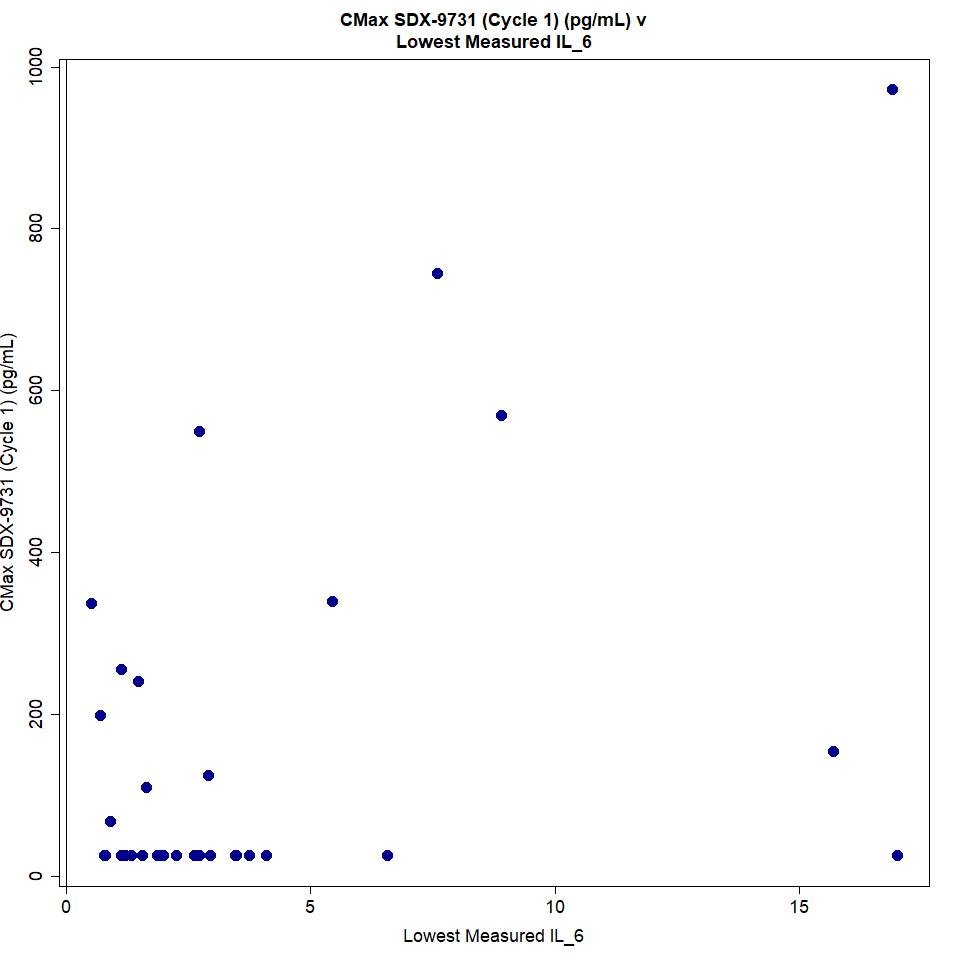 CMax SDX-9731 (Cycle 1) (pg/mL) v
Lowest Measured IL_6
1000
800
600
400
200
0
CMax SDX-9731 (Cycle 1) (pg/mL)
0 5 10 15
Lowest Measured IL_6